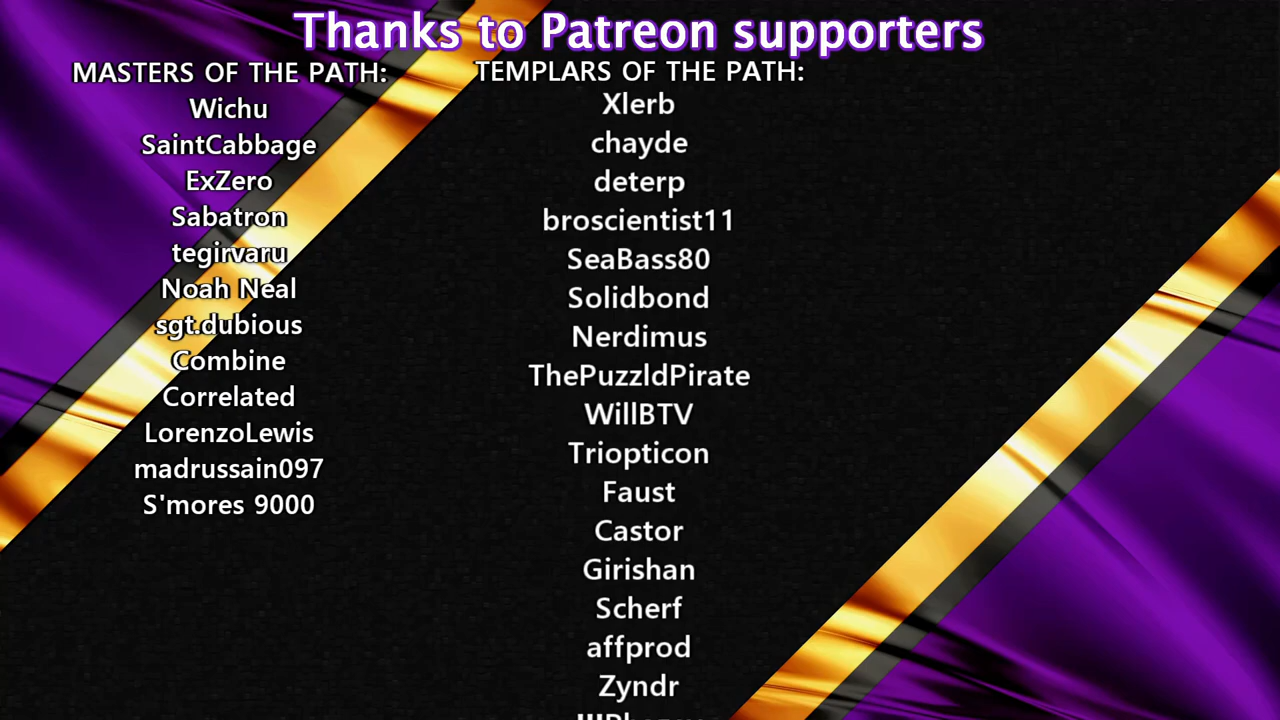 Thanks to Patreon supporters
MASTERS OF THE PATH:
Wichu
SaintCabbage
ExZero
Sabatron
tegirvaru
Noah Neal
sgt.dubious
Combine
Correlated
LorenzoLewis
madrussain097
S'mores 9000
TEMPLARS OF THE PATH:
Xlerb
chayde
deterp
broscientist11
SeaBass80
Solidbond
Nerdimus
ThePuzzldPirate
WillBTV
Triopticon
Faust
Castor
Girishan
Scherf
affprod
Zyndr